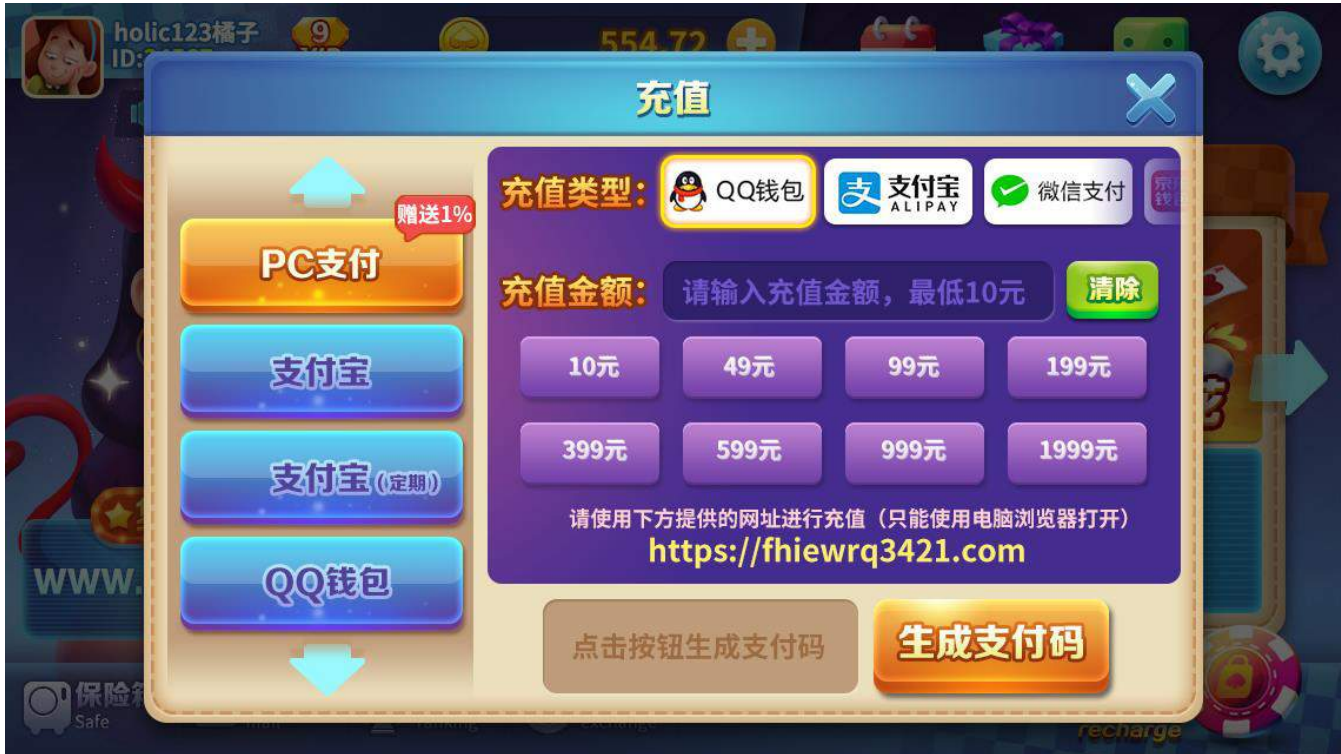 holic123橘子
9
554.72
ID:
充值
充值类型：
QQ钱包
支付宝
ALIPAY
微信支付
赠送1%
PC支付
充值金额：
请输入充值金额，最低10元
清除
支付宝
10元
49元
99元
199元
399元
599元
999元
1999元
支付宝(定期)
请使用下方提供的网址进行充值（只能使用电脑浏览器打开）
https://fhiewrq3421.com
QQ钱包
www.
点击按钮生成支付码
生成支付码
保险箱
Safe
recharge